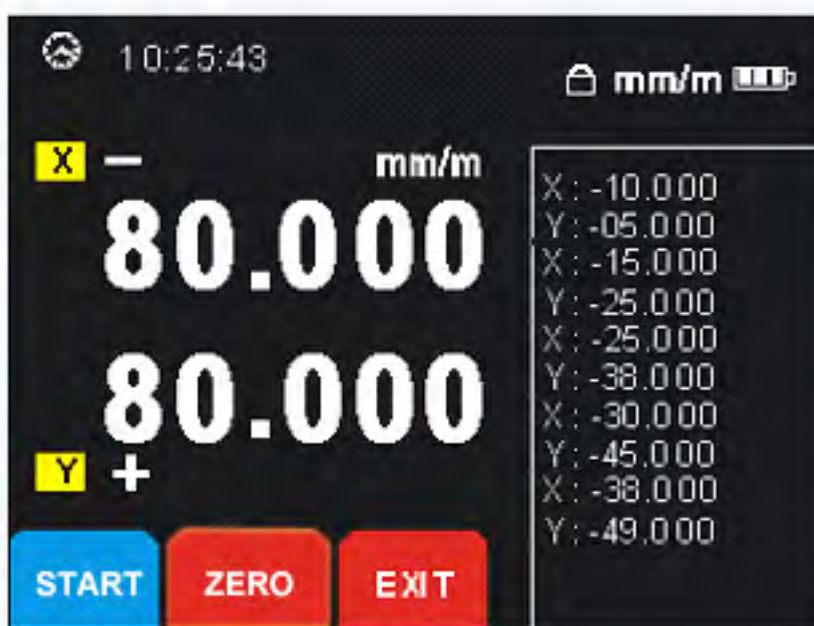 10:25:43
mm/m
X − mm/m
80.000
80.000
Y +
START ZERO EXIT
X: -10.000
Y: -05.000
X: -15.000
Y: -25.000
X: -25.000
Y: -38.000
X: -30.000
Y: -45.000
X: -38.000
Y: -49.000